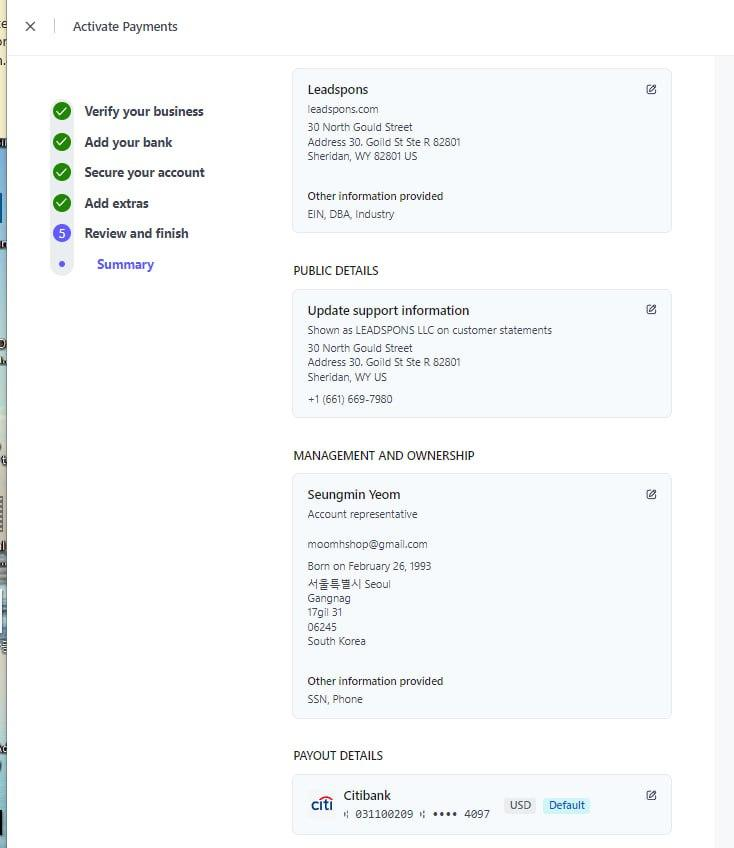 Activate Payments
Verify your business
Add your bank
Secure your account
Add extras
5 Review and finish
Summary
Leadspons
leadspons.com
30 North Gould Street
Address 30. Goild St Ste R 82801
Sheridan, WY 82801 US
Other information provided
EIN, DBA, Industry
PUBLIC DETAILS
Update support information
Shown as LEADSPONS LLC on customer statements
30 North Gould Street
Address 30. Goild St Ste R 82801
Sheridan, WY US
+1 (661) 669-7980
MANAGEMENT AND OWNERSHIP
Seungmin Yeom
Account representative
moomhshop@gmail.com
Born on February 26, 1993
서울특별시 Seoul
Gangnag
17gil 31
06245
South Korea
Other information provided
SSN, Phone
PAYOUT DETAILS
citi
Citibank
⑆ 031100209 ⑆ •••• 4097
USD
Default